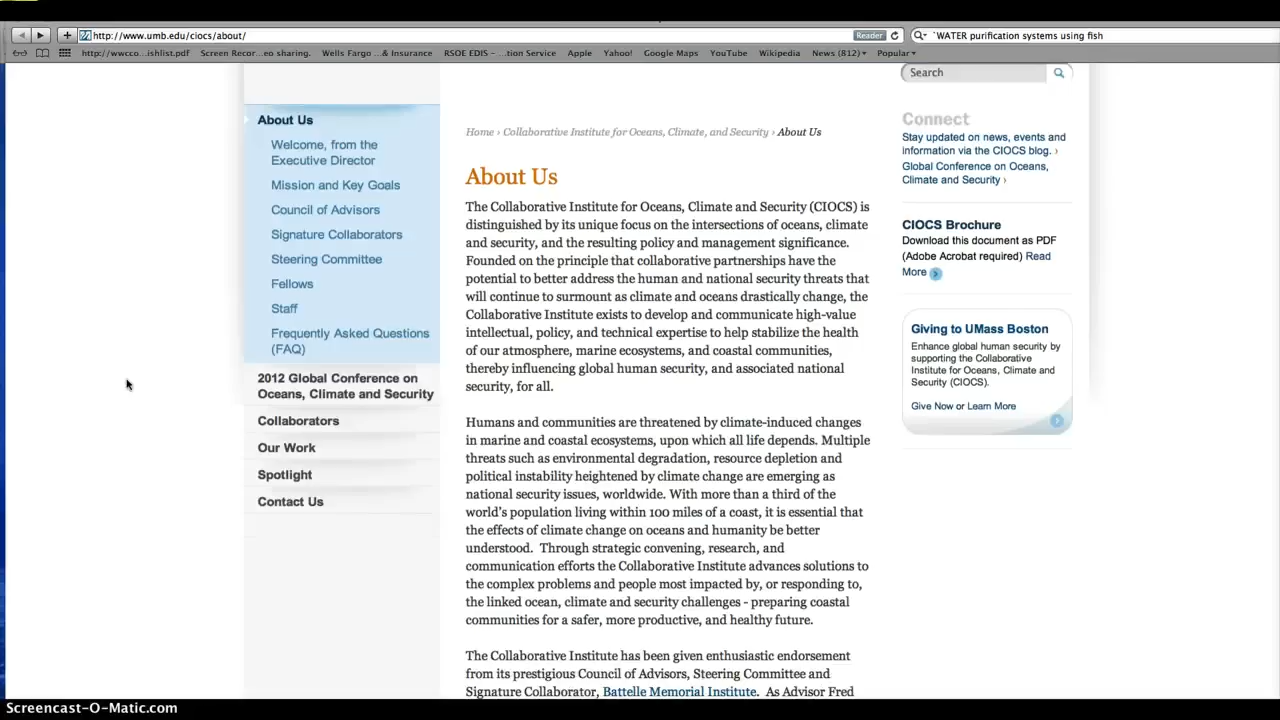 http://www.umb.edu/ciocs/about/
Reader
`WATER purification systems using fish
http://wwcco...ishlist.pdf
Screen Recor...eo sharing.
Wells Fargo ...& Insurance
RSOE EDIS - ...tion Service
Apple
Yahoo!
Google Maps
YouTube
Wikipedia
News (812)
Popular
About Us
Welcome, from the
Executive Director
Mission and Key Goals
Council of Advisors
Signature Collaborators
Steering Committee
Fellows
Staff
Frequently Asked Questions
(FAQ)
2012 Global Conference on
Oceans, Climate and Security
Collaborators
Our Work
Spotlight
Contact Us
Home › Collaborative Institute for Oceans, Climate, and Security › About Us
About Us
The Collaborative Institute for Oceans, Climate and Security (CIOCS) is
distinguished by its unique focus on the intersections of oceans, climate
and security, and the resulting policy and management significance.
Founded on the principle that collaborative partnerships have the
potential to better address the human and national security threats that
will continue to surmount as climate and oceans drastically change, the
Collaborative Institute exists to develop and communicate high-value
intellectual, policy, and technical expertise to help stabilize the health
of our atmosphere, marine ecosystems, and coastal communities,
thereby influencing global human security, and associated national
security, for all.
Humans and communities are threatened by climate-induced changes
in marine and coastal ecosystems, upon which all life depends. Multiple
threats such as environmental degradation, resource depletion and
political instability heightened by climate change are emerging as
national security issues, worldwide. With more than a third of the
world's population living within 100 miles of a coast, it is essential that
the effects of climate change on oceans and humanity be better
understood.  Through strategic convening, research, and
communication efforts the Collaborative Institute advances solutions to
the complex problems and people most impacted by, or responding to,
the linked ocean, climate and security challenges - preparing coastal
communities for a safer, more productive, and healthy future.
The Collaborative Institute has been given enthusiastic endorsement
from its prestigious Council of Advisors, Steering Committee and
Signature Collaborator, Battelle Memorial Institute.  As Advisor Fred
Search
Connect
Stay updated on news, events and
information via the CIOCS blog. ›
Global Conference on Oceans,
Climate and Security ›
CIOCS Brochure
Download this document as PDF
(Adobe Acrobat required) Read
More
Giving to UMass Boston
Enhance global human security by
supporting the Collaborative
Institute for Oceans, Climate and
Security (CIOCS).
Give Now or Learn More
Screencast-O-Matic.com